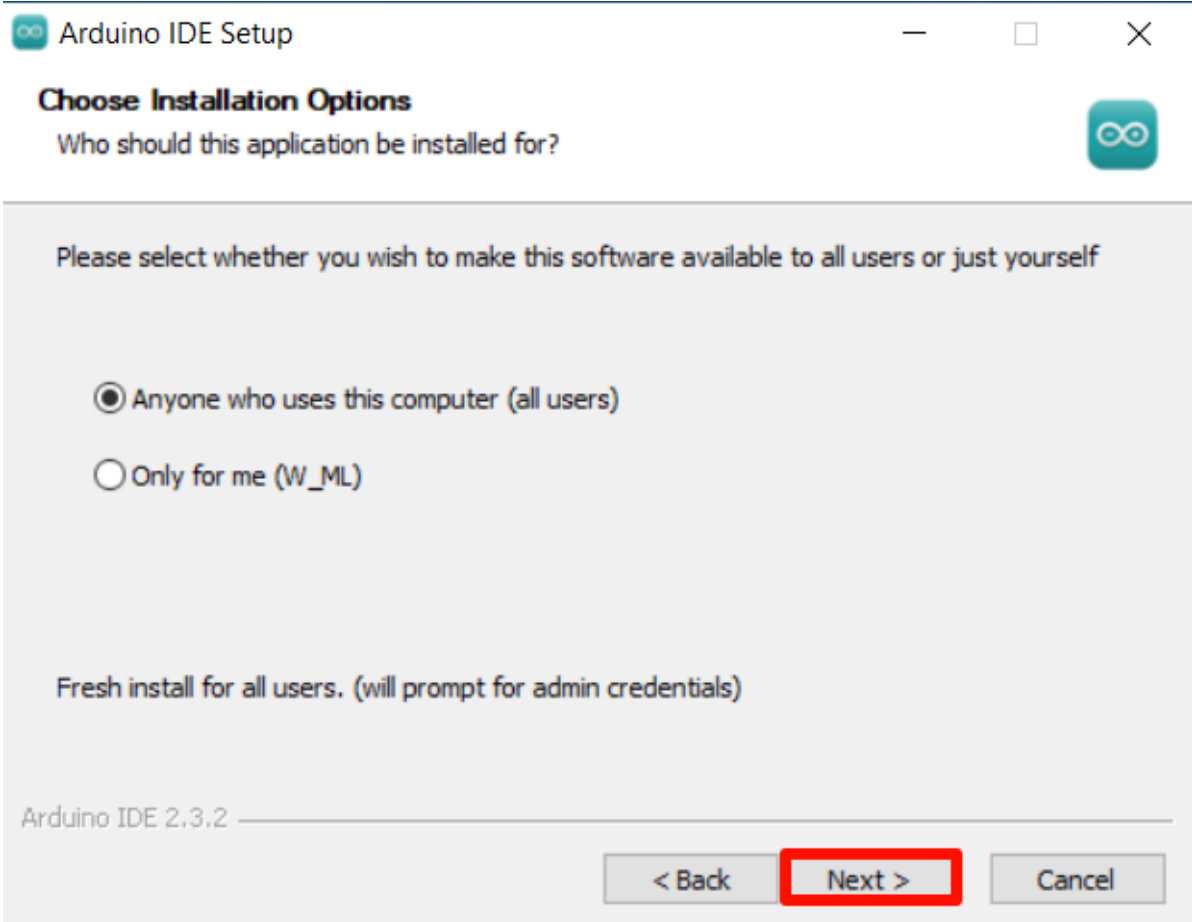 Arduino IDE Setup
Choose Installation Options
Who should this application be installed for?
Please select whether you wish to make this software available to all users or just yourself
Anyone who uses this computer (all users)
Only for me (W_ML)
Fresh install for all users. (will prompt for admin credentials)
Arduino IDE 2.3.2
< Back Next > Cancel